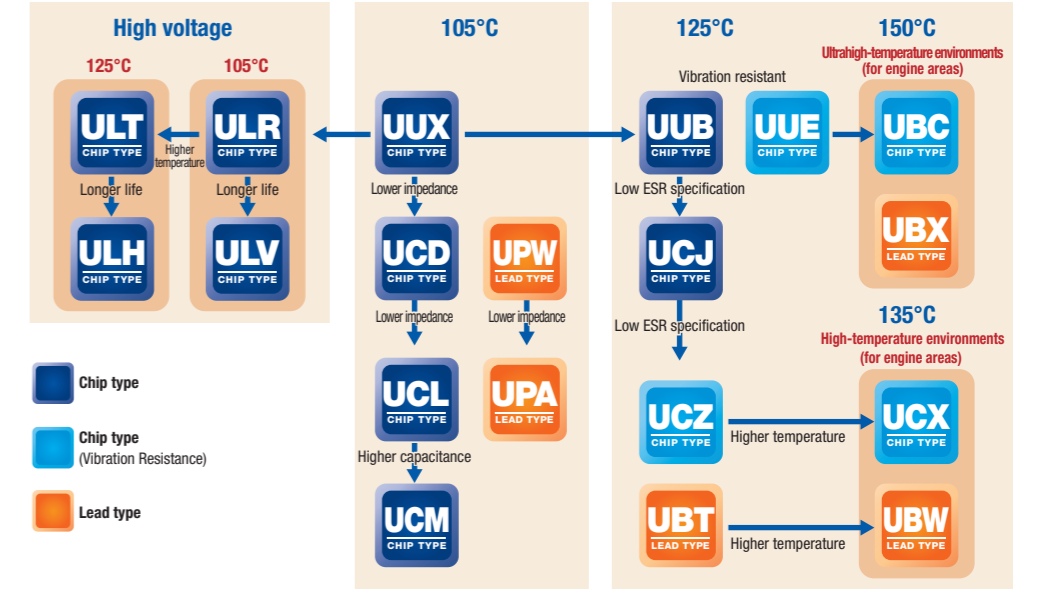 High voltage
125°C
105°C
ULT
CHIP TYPE
Higher
temperature
ULR
CHIP TYPE
Longer life
Longer life
ULH
CHIP TYPE
ULV
CHIP TYPE
Chip type
Chip type
(Vibration Resistance)
Lead type
105°C
UUX
CHIP TYPE
Lower impedance
UCD
CHIP TYPE
UPW
LEAD TYPE
Lower impedance
Lower impedance
UCL
CHIP TYPE
UPA
LEAD TYPE
Higher capacitance
UCM
CHIP TYPE
125°C
150°C
Ultrahigh-temperature environments
(for engine areas)
Vibration resistant
UUB
CHIP TYPE
UUE
CHIP TYPE
UBC
CHIP TYPE
Low ESR specification
UCJ
CHIP TYPE
UBX
LEAD TYPE
Low ESR specification
135°C
High-temperature environments
(for engine areas)
UCZ
CHIP TYPE
Higher temperature
UCX
CHIP TYPE
UBT
LEAD TYPE
Higher temperature
UBW
LEAD TYPE